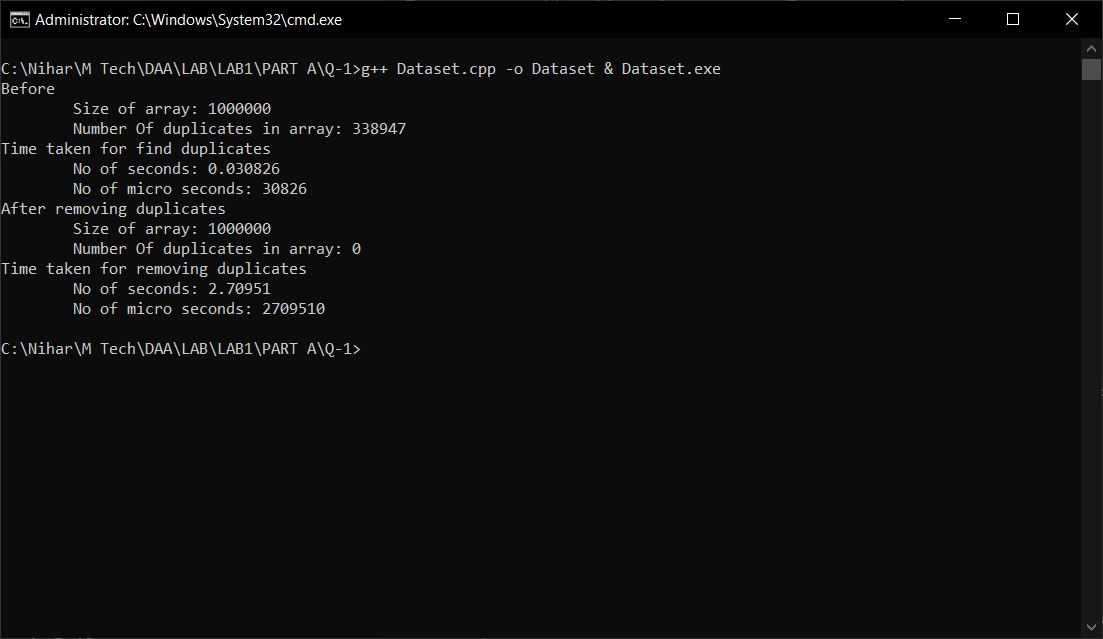 Administrator: C:\Windows\System32\cmd.exe
C:\Nihar\M Tech\DAA\LAB\LAB1\PART A\Q-1>g++ Dataset.cpp -o Dataset & Dataset.exe
Before
Size of array: 1000000
Number Of duplicates in array: 338947
Time taken for find duplicates
No of seconds: 0.030826
No of micro seconds: 30826
After removing duplicates
Size of array: 1000000
Number Of duplicates in array: 0
Time taken for removing duplicates
No of seconds: 2.70951
No of micro seconds: 2709510
C:\Nihar\M Tech\DAA\LAB\LAB1\PART A\Q-1>